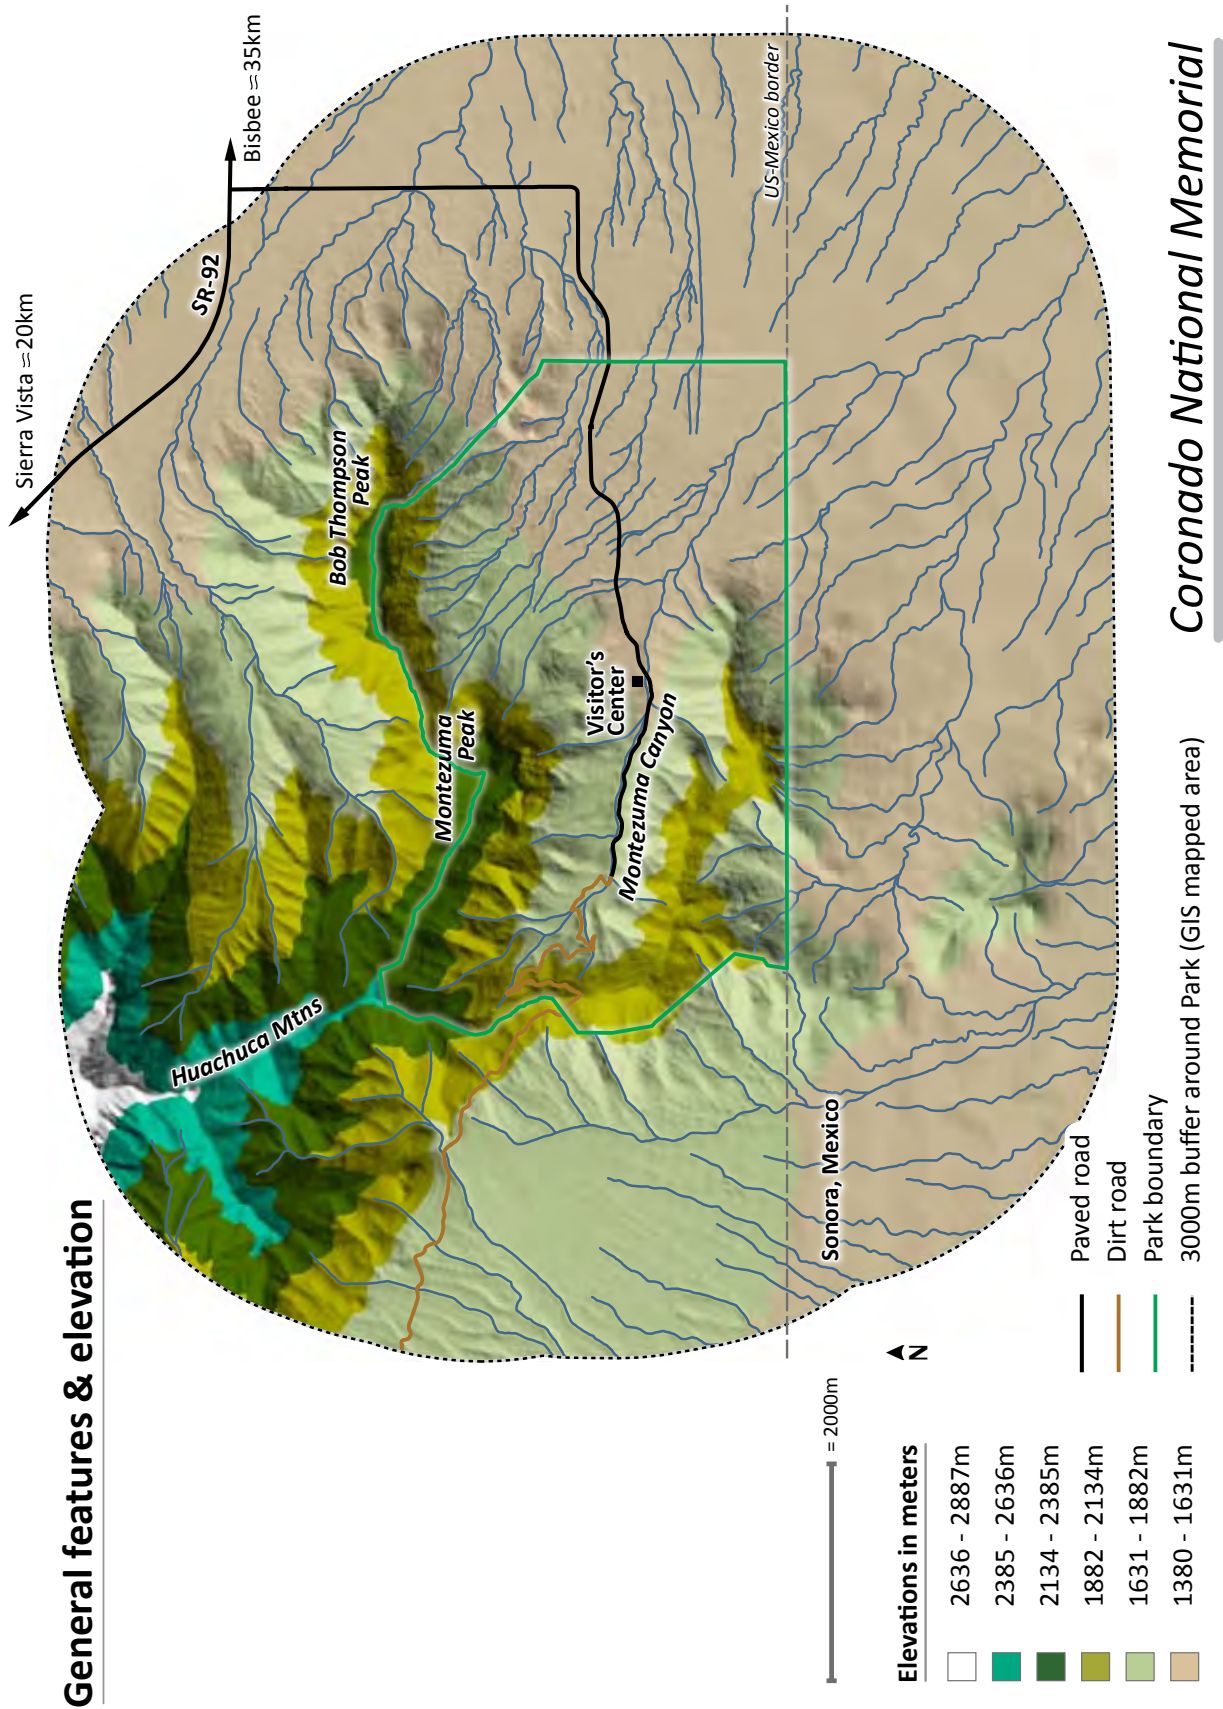 General features & elevation
Sierra Vista ≈ 20km
Bisbee ≈ 35km
SR-92
Bob Thompson
Peak
Montezuma
Peak
Huachuca Mtns
Visitor's
Center
Montezuma Canyon
US-Mexico border
Sonora, Mexico
N
= 2000m
Elevations in meters
2636 - 2887m
2385 - 2636m
2134 - 2385m
1882 - 2134m
1631 - 1882m
1380 - 1631m
Paved road
Dirt road
Park boundary
3000m buffer around Park (GIS mapped area)
Coronado National Memorial